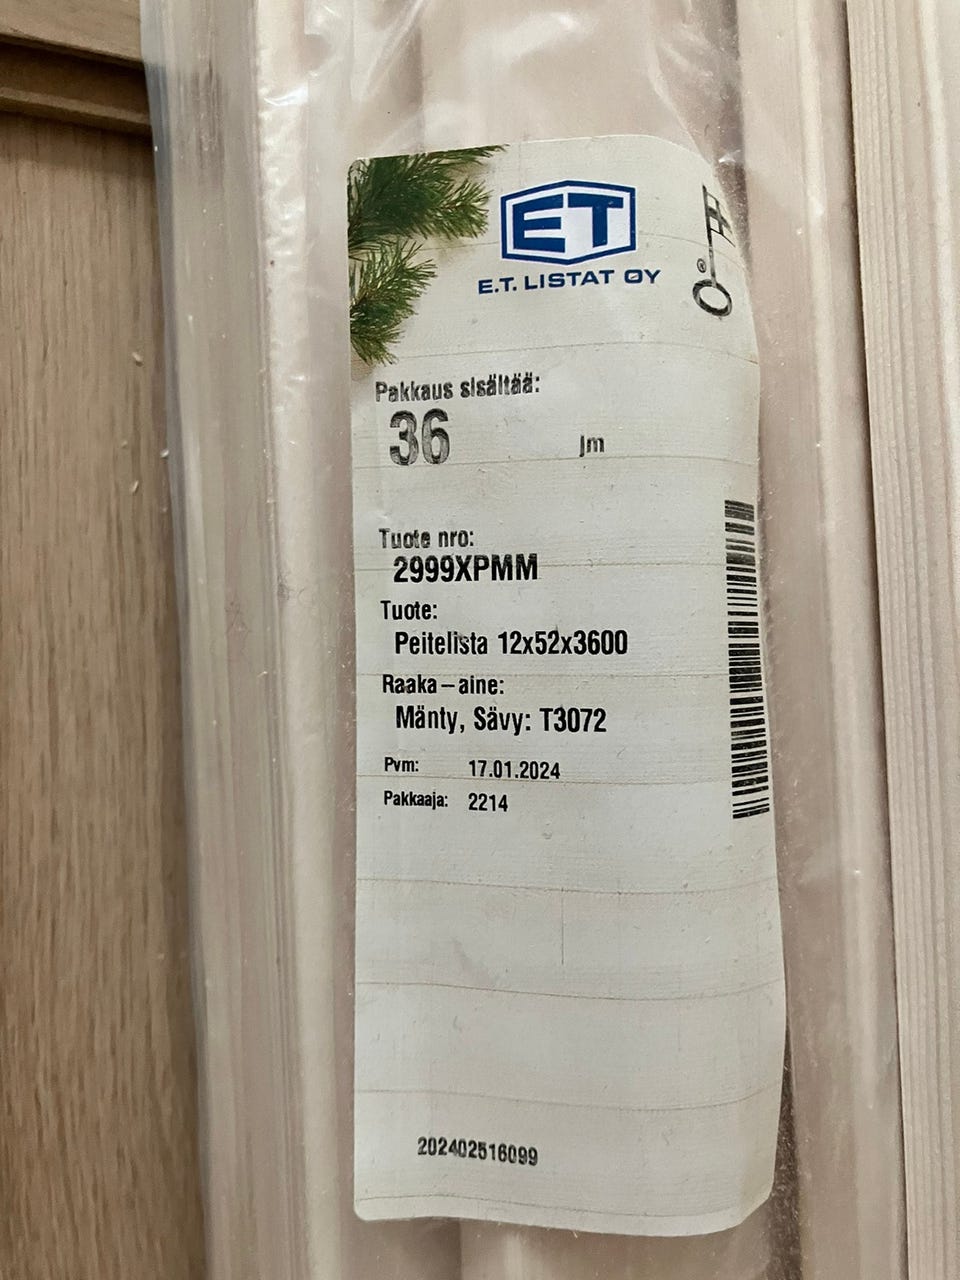 ET
E.T. LISTAT OY
®
Pakkaus sisältää:
36 jm
Tuote nro:
2999XPMM
Tuote:
Peitelista 12x52x3600
Raaka-aine:
Mänty, Sävy: T3072
Pvm: 17.01.2024
Pakkaaja: 2214
202402516099